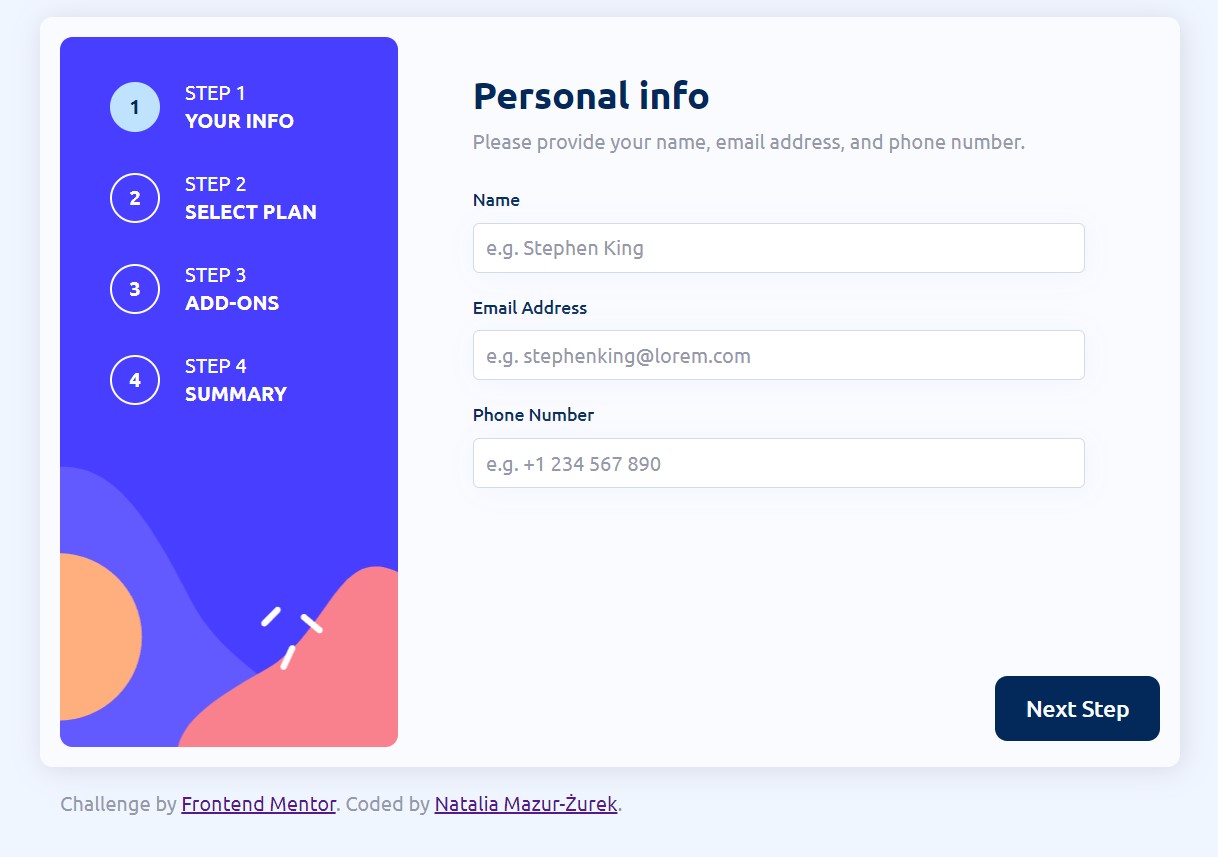 1
STEP 1
YOUR INFO
2
STEP 2
SELECT PLAN
3
STEP 3
ADD-ONS
4
STEP 4
SUMMARY
Personal info
Please provide your name, email address, and phone number.
Name
e.g. Stephen King
Email Address
e.g. stephenking@lorem.com
Phone Number
e.g. +1 234 567 890
Next Step
Challenge by Frontend Mentor. Coded by Natalia Mazur-Żurek.